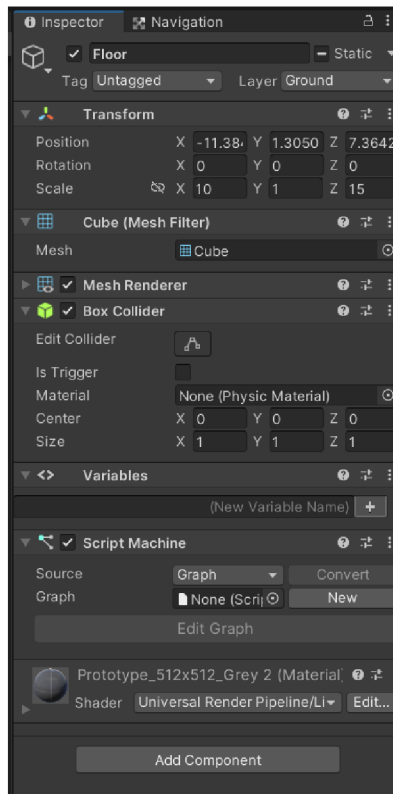 Inspector Navigation
Floor Static
Tag Untagged Layer Ground
Transform
Position X -11.384 Y 1.3050 Z 7.3642
Rotation X 0 Y 0 Z 0
Scale X 10 Y 1 Z 15
Cube (Mesh Filter)
Mesh Cube
Mesh Renderer
Box Collider
Edit Collider
Is Trigger
Material None (Physic Material)
Center X 0 Y 0 Z 0
Size X 1 Y 1 Z 1
Variables
(New Variable Name) +
Script Machine
Source Graph Convert
Graph None (Scri New
Edit Graph
Prototype_512x512_Grey 2 (Material)
Shader Universal Render Pipeline/Li Edit...
Add Component